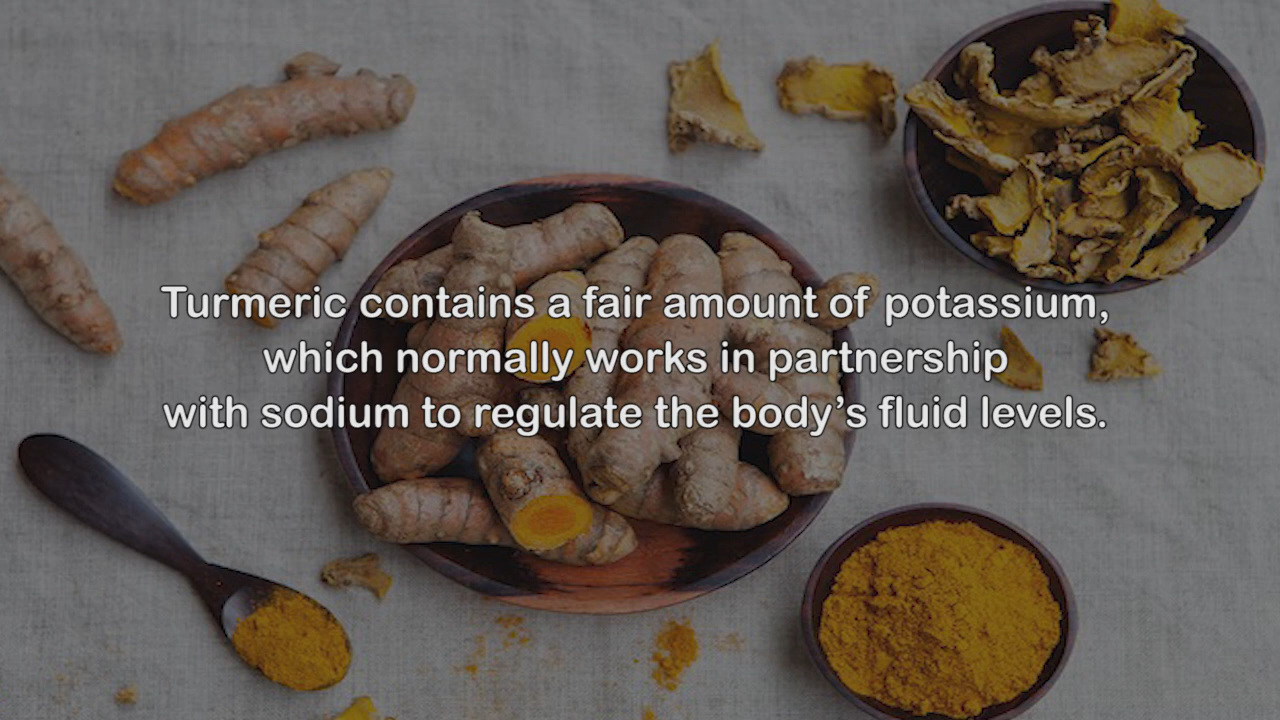 Turmeric contains a fair amount of potassium,
which normally works in partnership
with sodium to regulate the body’s fluid levels.